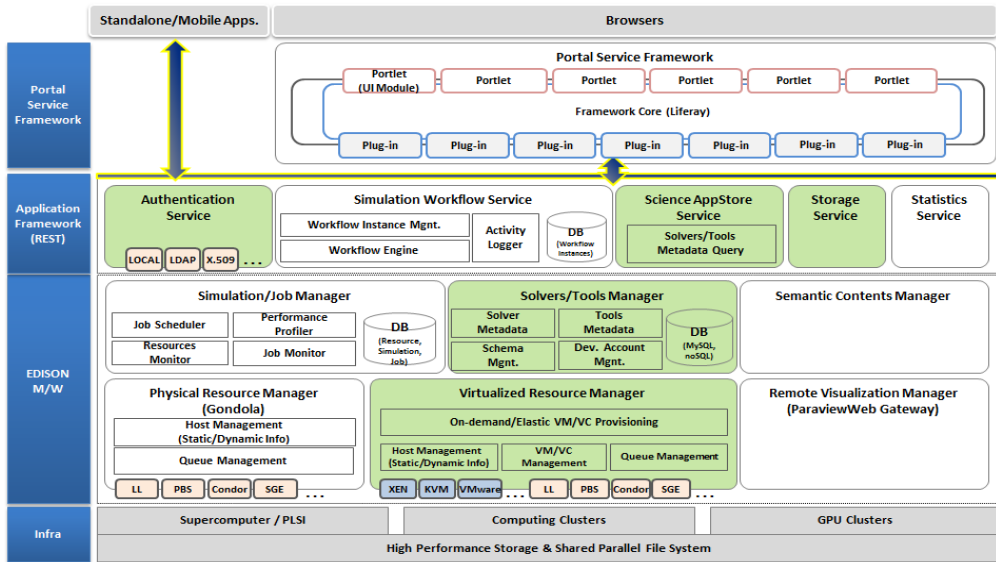 Standalone/Mobile Apps.
Browsers
Portal
Service
Framework
Portal Service Framework
Portlet
(UI Module)
Portlet
Portlet
Portlet
Portlet
Portlet
Framework Core (Liferay)
Plug-in
Plug-in
Plug-in
Plug-in
Plug-in
Plug-in
Plug-in
Application
Framework
(REST)
Authentication
Service
LOCAL
LDAP
X.509
...
Simulation Workflow Service
Workflow Instance Mgnt.
Workflow Engine
Activity
Logger
DB
(Workflow
Instances)
Science AppStore
Service
Solvers/Tools
Metadata Query
Storage
Service
Statistics
Service
EDISON
M/W
Simulation/Job Manager
Job Scheduler
Performance
Profiler
Resources
Monitor
Job Monitor
DB
(Resource,
Simulation,
Job)
Solvers/Tools Manager
Solver
Metadata
Tools
Metadata
Schema
Mgnt.
Dev. Account
Mgnt.
DB
(MySQL,
noSQL)
Semantic Contents Manager
Physical Resource Manager
(Gondola)
Host Management
(Static/Dynamic Info)
Queue Management
LL
PBS
Condor
SGE
...
Virtualized Resource Manager
On-demand/Elastic VM/VC Provisioning
Host Management
(Static/Dynamic Info)
VM/VC
Management
Queue Management
XEN
KVM
VMware
...
LL
PBS
Condor
SGE
...
Remote Visualization Manager
(ParaviewWeb Gateway)
Infra
Supercomputer / PLSI
Computing Clusters
GPU Clusters
High Performance Storage & Shared Parallel File System